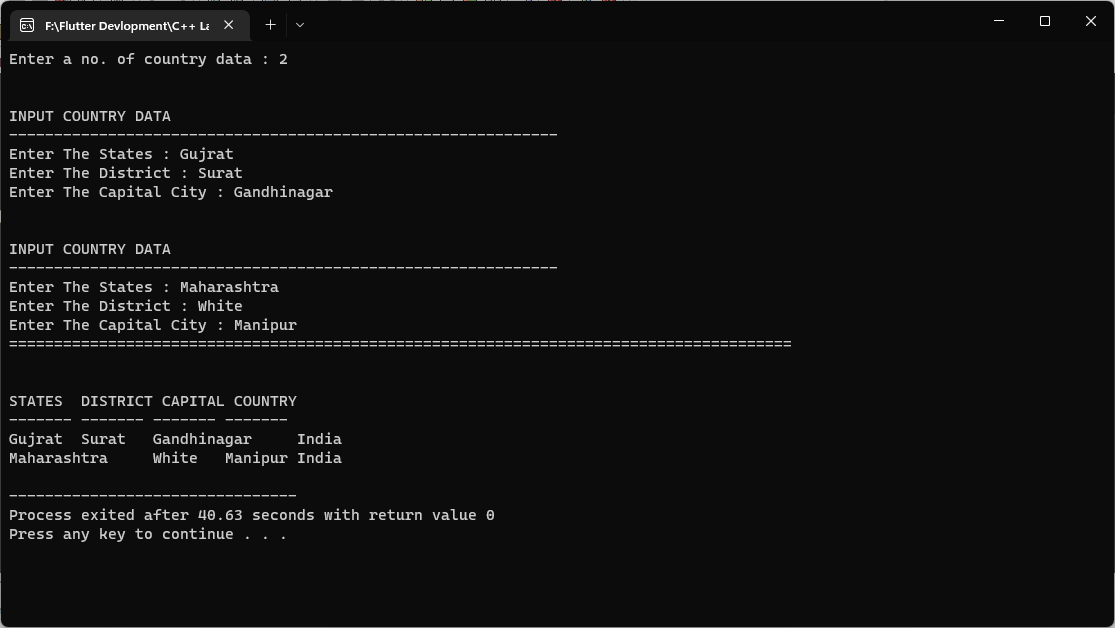 F:\Flutter Devlopment\C++ La
Enter a no. of country data : 2
INPUT COUNTRY DATA
-------------------------------------------------------------
Enter The States : Gujrat
Enter The District : Surat
Enter The Capital City : Gandhinagar
INPUT COUNTRY DATA
-------------------------------------------------------------
Enter The States : Maharashtra
Enter The District : White
Enter The Capital City : Manipur
=======================================================================================
STATES  DISTRICT CAPITAL COUNTRY
------- ------- ------- -------
Gujrat  Surat   Gandhinagar     India
Maharashtra     White   Manipur India
--------------------------------
Process exited after 40.63 seconds with return value 0
Press any key to continue . . .